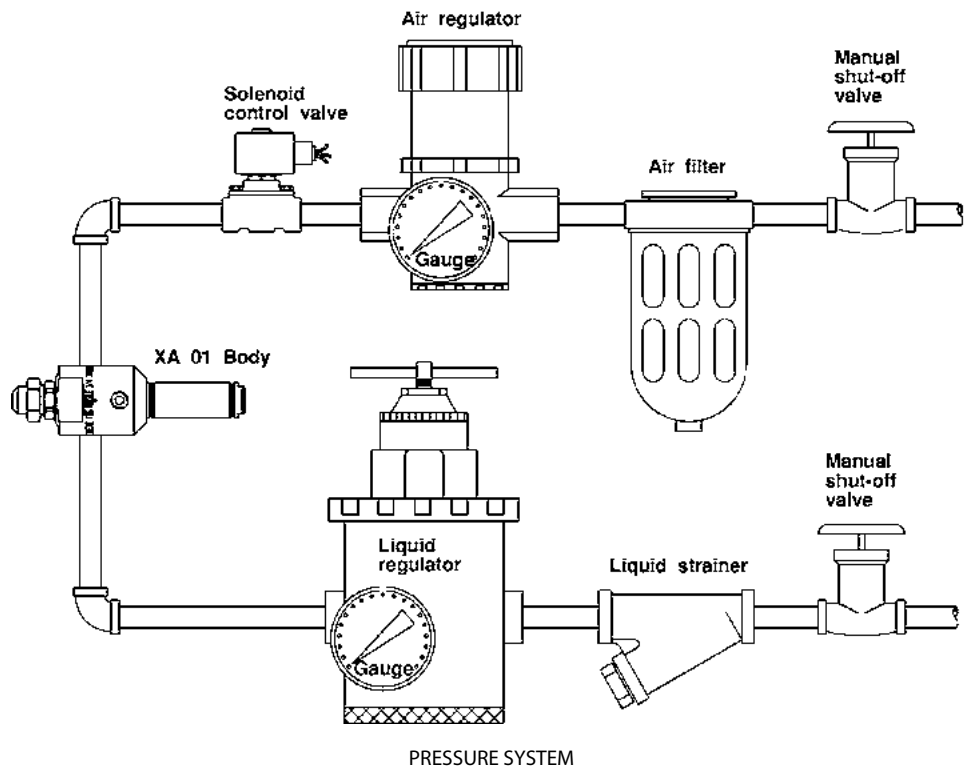 Air regulator
Manual
shut-off
valve
Solenoid
control valve
Air filter
Gauge
XA 01 Body
Manual
shut-off
valve
Liquid
regulator
Liquid strainer
Gauge
PRESSURE SYSTEM